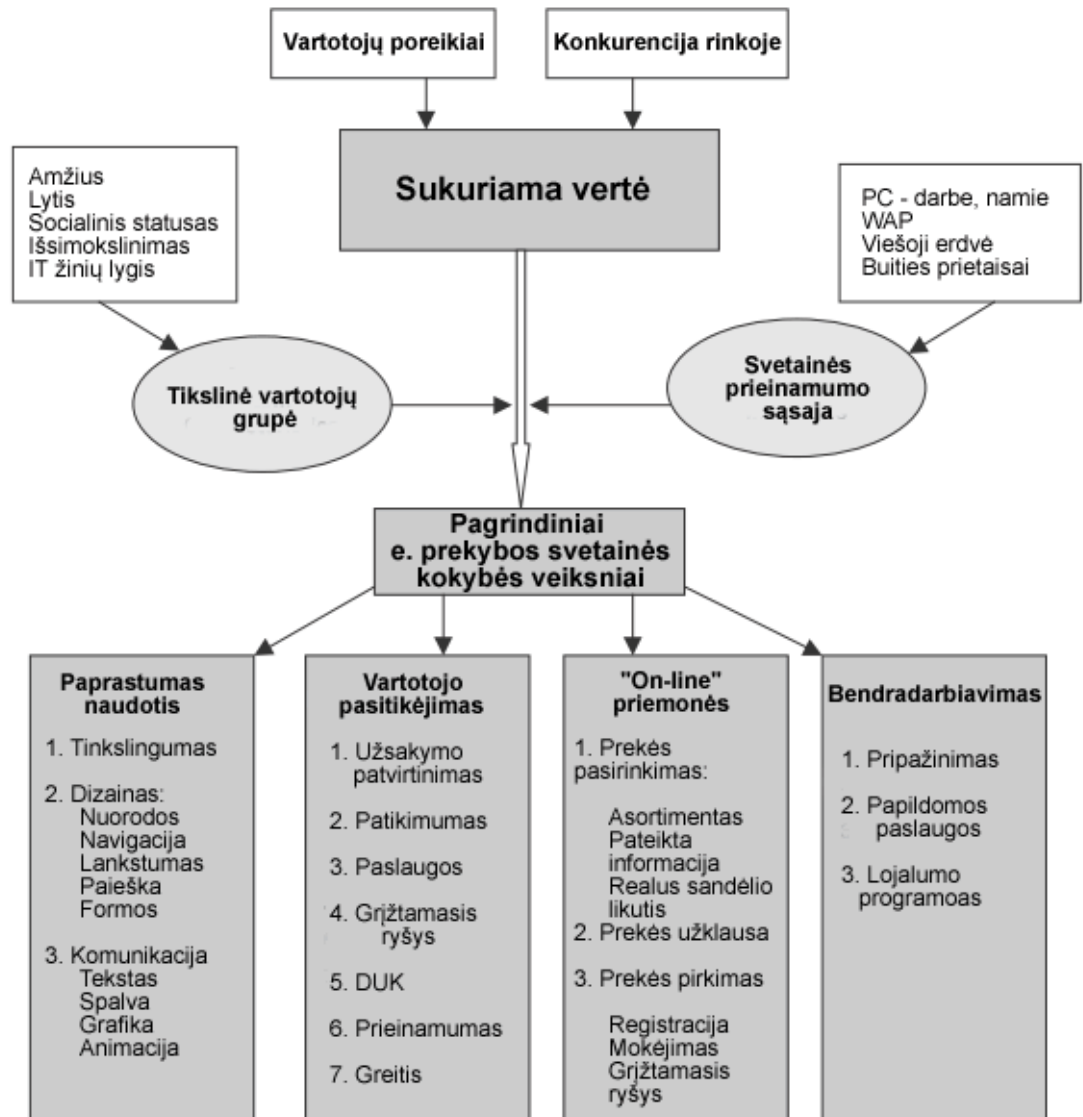 Vartotojų poreikiai
Konkurencija rinkoje
Sukuriama vertė
Amžius
Lytis
Socialinis statusas
Išsimokslinimas
IT žinių lygis
PC - darbe, namie
WAP
Viešoji erdvė
Buities prietaisai
Tikslinė vartotojų
grupė
Svetainės
prieinamumo
sąsaja
Pagrindiniai
e. prekybos svetainės
kokybės veiksniai
Paprastumas
naudotis
1. Tinkslingumas
2. Dizainas:
Nuorodos
Navigacija
Lankstumas
Paieška
Formos
3. Komunikacija
Tekstas
Spalva
Grafika
Animacija
Vartotojo
pasitikėjimas
1. Užsakymo
patvirtinimas
2. Patikimumas
3. Paslaugos
4. Grįžtamasis
ryšys
5. DUK
6. Prieinamumas
7. Greitis
"On-line"
priemonės
1. Prekės
pasirinkimas:
Asortimentas
Pateikta
informacija
Realus sandėlio
likutis
2. Prekės užklausa
3. Prekės pirkimas
Registracija
Mokėjimas
Grįžtamasis
ryšys
Bendradarbiavimas
1. Pripažinimas
2. Papildomos
paslaugos
3. Lojalumo
programoas